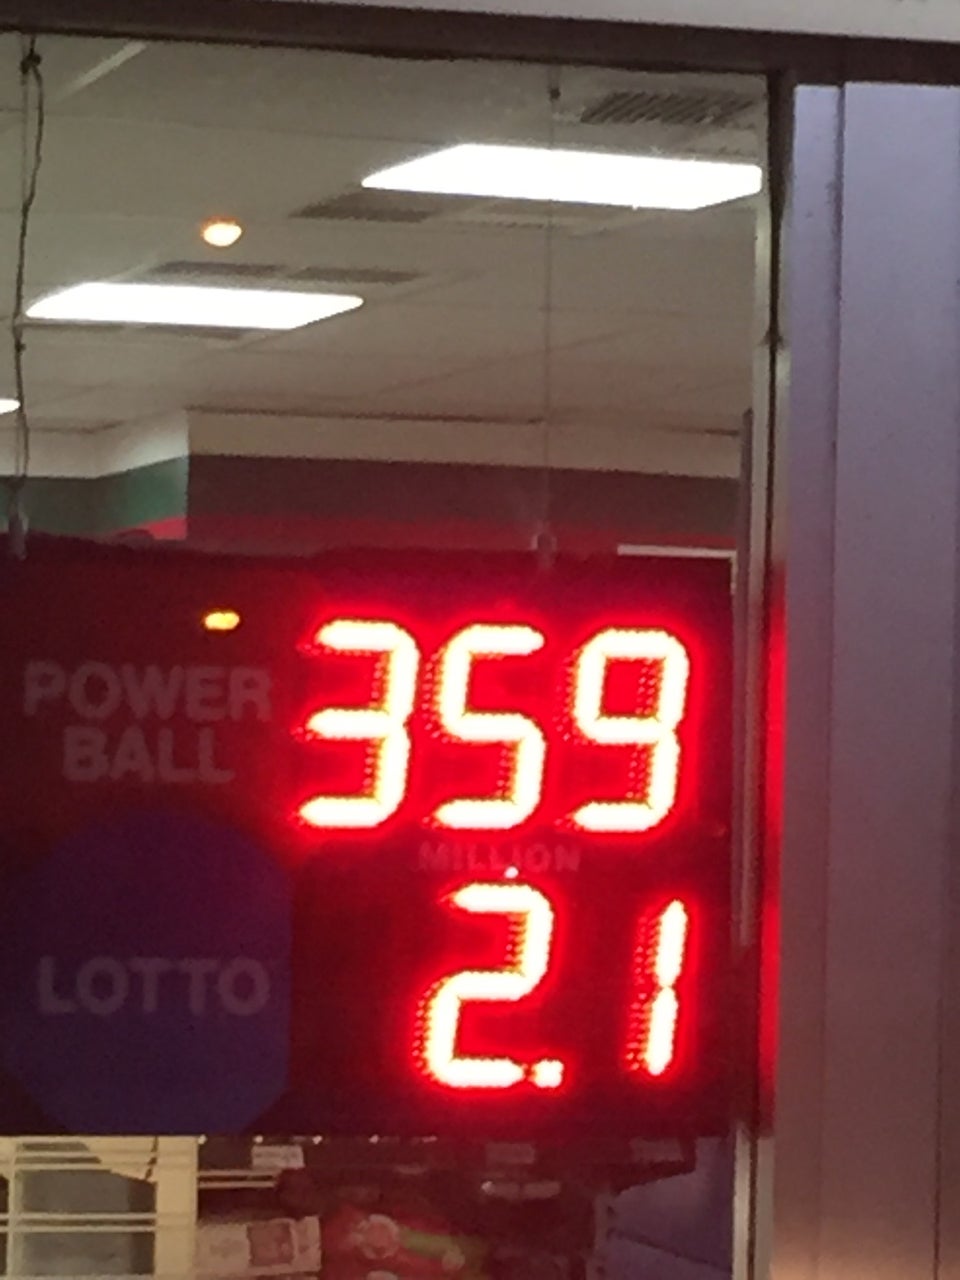 POWER
BALL
359
MILLION
LOTTO
2.1